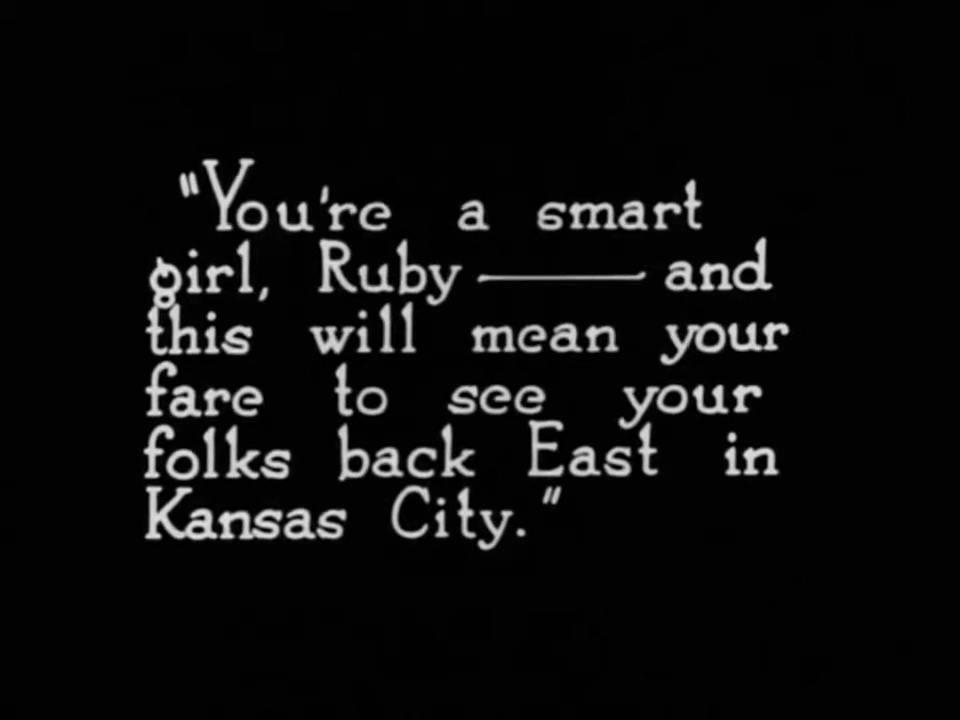 "You're a smart
girl, Ruby —— and
this will mean your
fare to see your
folks back East in
Kansas City."